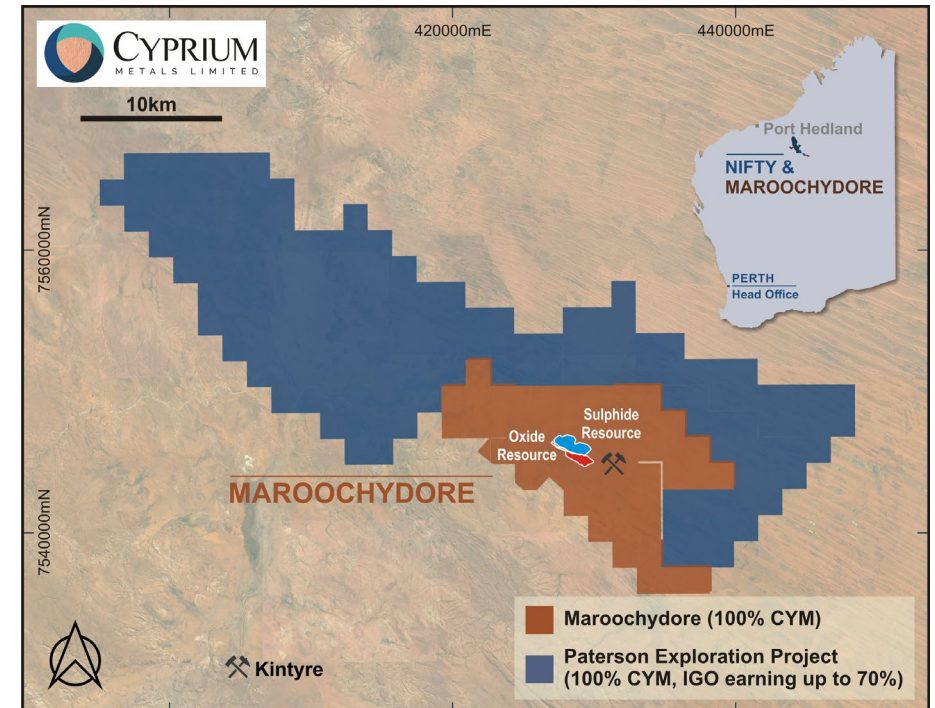 CYPRIUM
METALS LIMITED
10km
420000mE
440000mE
7560000mN
7540000mN
Port Hedland
NIFTY &
MAROOCHYDORE
PERTH
Head Office
Sulphide
Resource
Oxide
Resource
MAROOCHYDORE
Kintyre
Maroochydore (100% CYM)
Paterson Exploration Project
(100% CYM, IGO earning up to 70%)